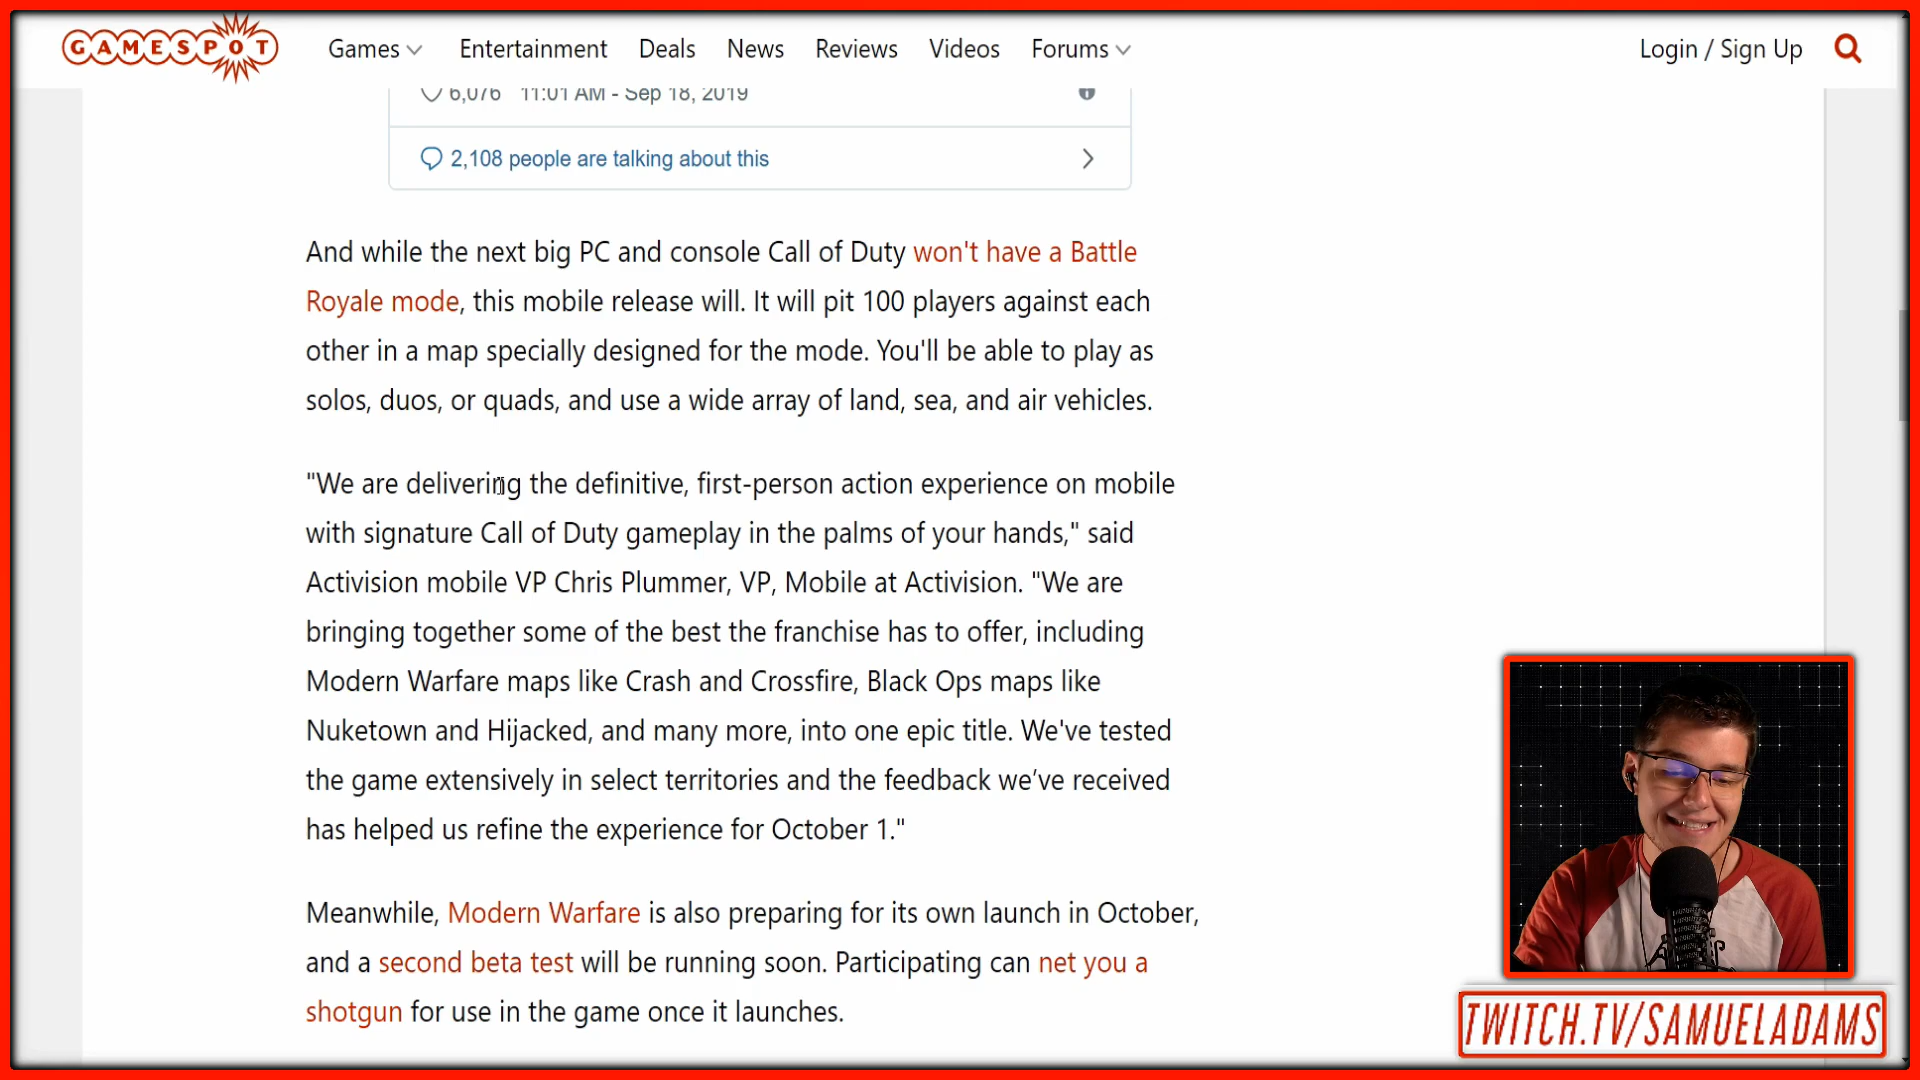 GAMESPOT Games Entertainment Deals News Reviews Videos Forums Login / Sign Up
6,076 11:01 AM - Sep 18, 2019
2,108 people are talking about this
And while the next big PC and console Call of Duty won't have a Battle
Royale mode, this mobile release will. It will pit 100 players against each
other in a map specially designed for the mode. You'll be able to play as
solos, duos, or quads, and use a wide array of land, sea, and air vehicles.
"We are delivering the definitive, first-person action experience on mobile
with signature Call of Duty gameplay in the palms of your hands," said
Activision mobile VP Chris Plummer, VP, Mobile at Activision. "We are
bringing together some of the best the franchise has to offer, including
Modern Warfare maps like Crash and Crossfire, Black Ops maps like
Nuketown and Hijacked, and many more, into one epic title. We've tested
the game extensively in select territories and the feedback we’ve received
has helped us refine the experience for October 1."
Meanwhile, Modern Warfare is also preparing for its own launch in October,
and a second beta test will be running soon. Participating can net you a
shotgun for use in the game once it launches.
TWITCH.TV/SAMUELADAMS